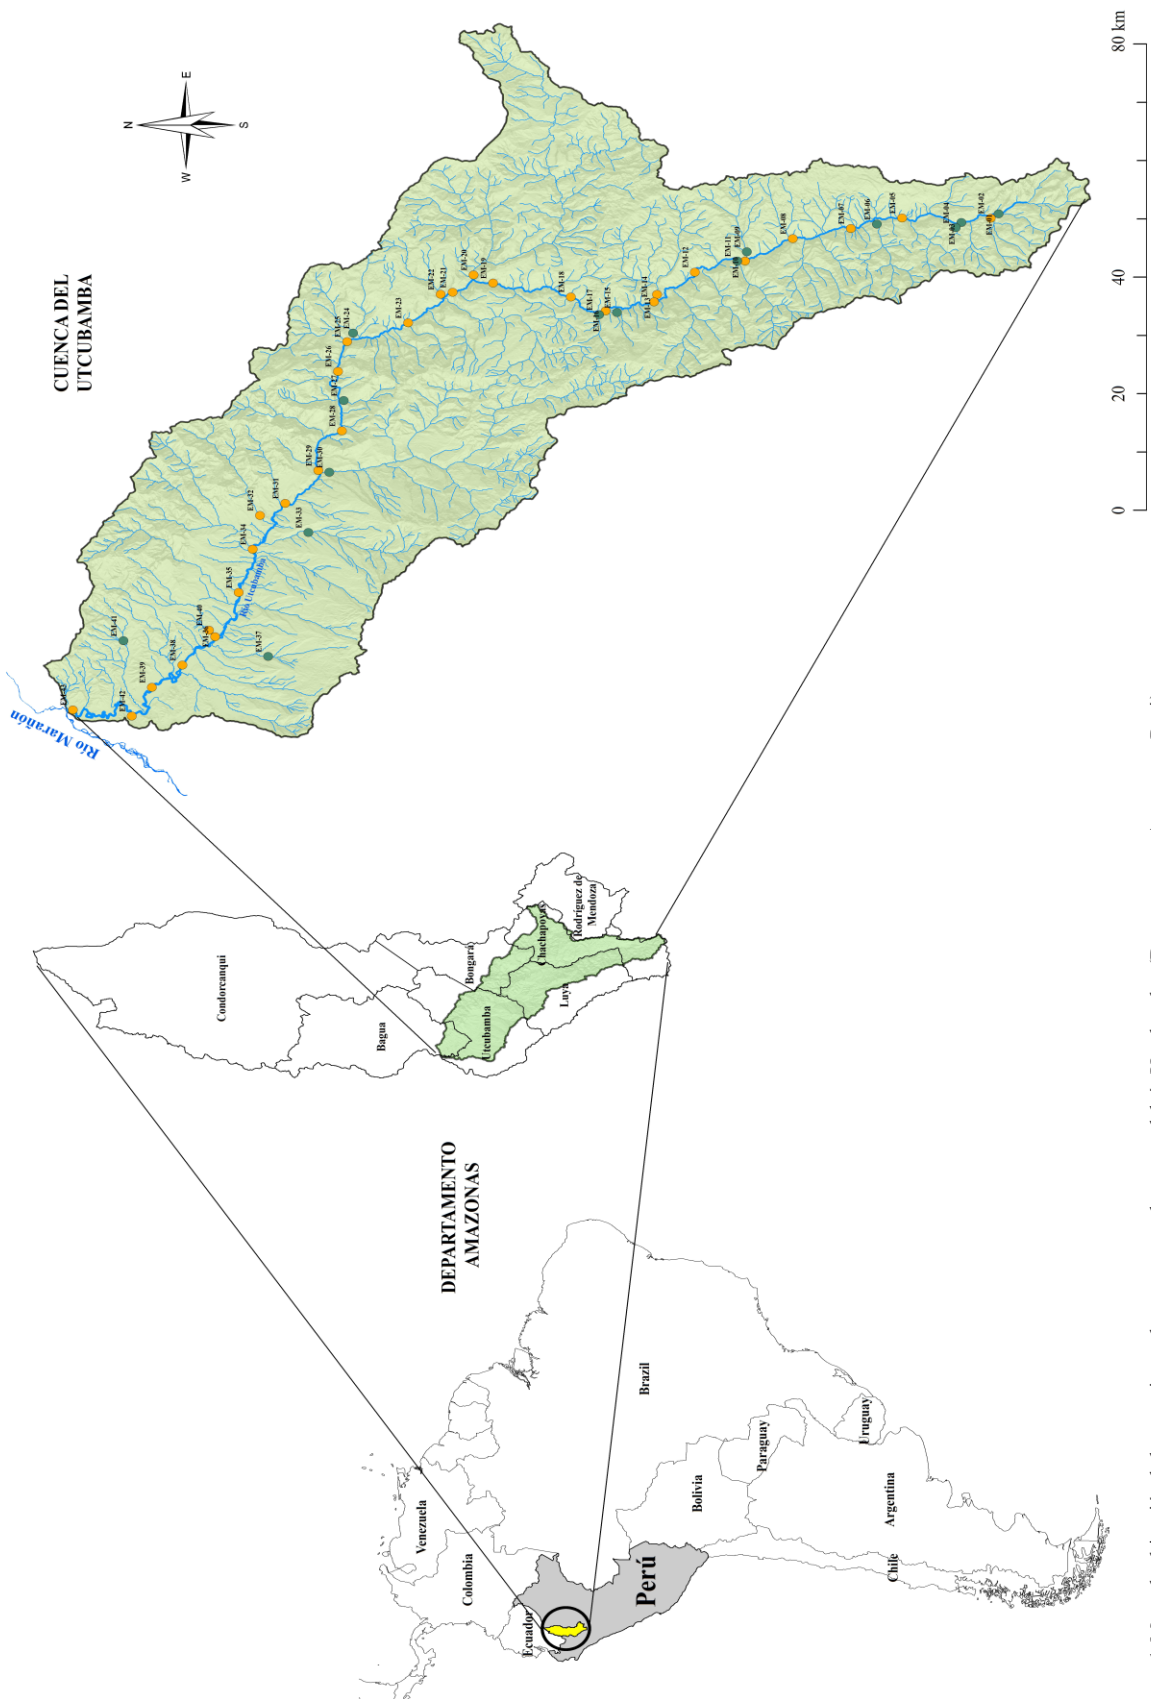 CUENCA DEL
UTCUBAMBA
N
W
E
S
Río Marañón
Río Utcubamba
EM-42
EM-39
EM-38
EM-41
EM-40
EM-37
EM-35
EM-34
EM-32
EM-33
EM-31
EM-29
EM-30
EM-28
EM-26
EM-25
EM-24
EM-23
EM-22
EM-21
EM-20
EM-19
EM-18
EM-17
EM-15
EM-14
EM-13
EM-12
EM-11
EM-09
EM-08
EM-07
EM-06
EM-05
EM-04
EM-02
0
20
40
80 km
DEPARTAMENTO
AMAZONAS
Condorcanqui
Bagua
Bongará
Utcubamba
Chachapoyas
Luya
Rodríguez de
Mendoza
Venezuela
Colombia
Ecuador
Perú
Brazil
Bolivia
Paraguay
Uruguay
Argentina
Chile